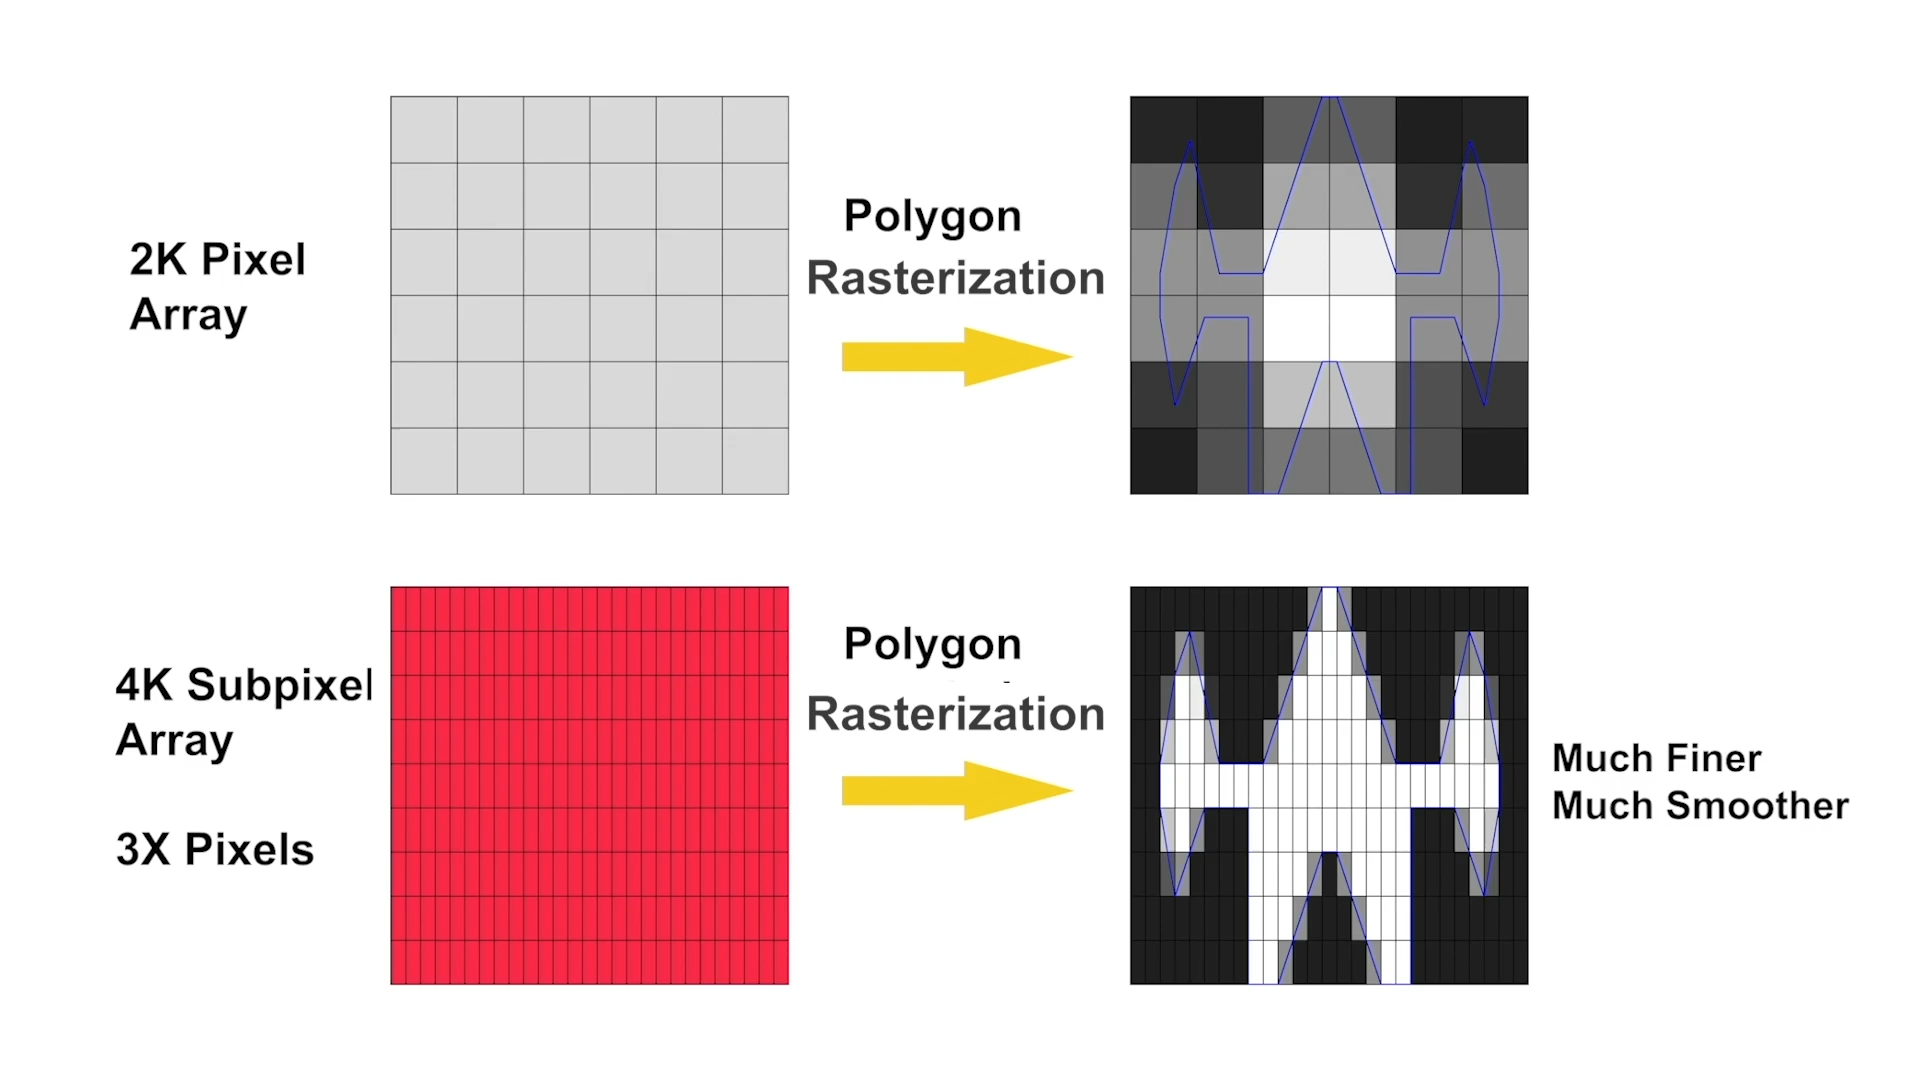 2K Pixel
Array
Polygon
Rasterization
4K Subpixel
Array
3X Pixels
Polygon
Rasterization
Much Finer
Much Smoother